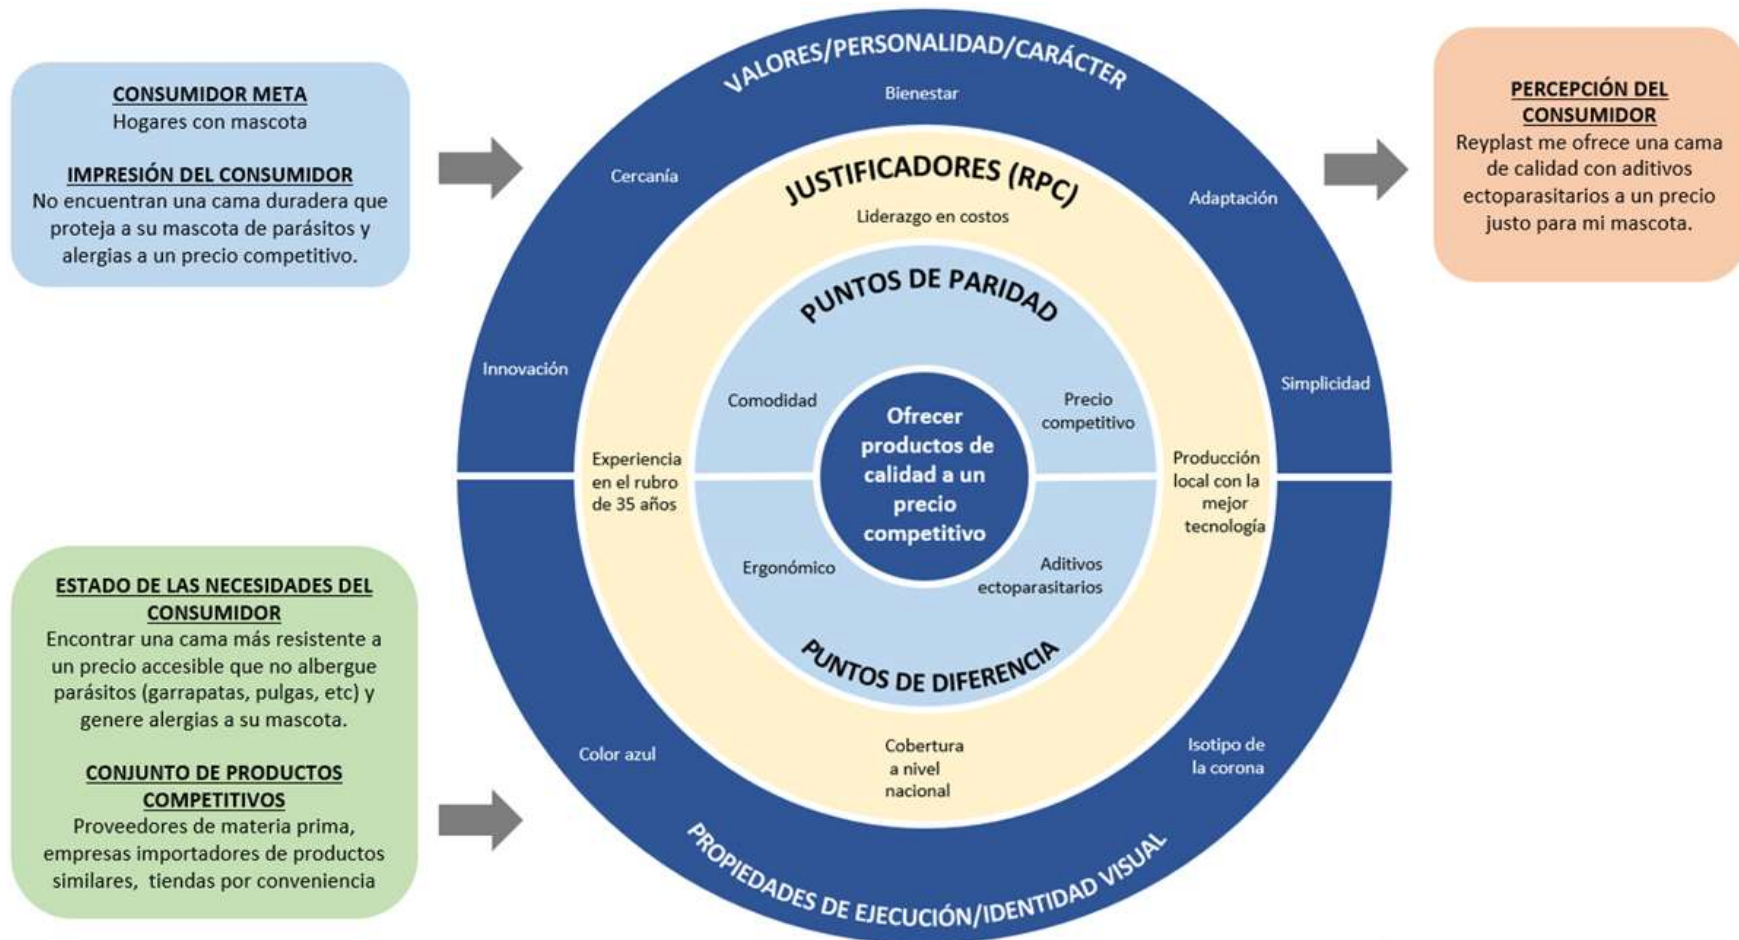 CONSUMIDOR META
Hogares con mascota
IMPRESIÓN DEL CONSUMIDOR
No encuentran una cama duradera que
proteja a su mascota de parásitos y
alergias a un precio competitivo.
ESTADO DE LAS NECESIDADES DEL
CONSUMIDOR
Encontrar una cama más resistente a
un precio accesible que no albergue
parásitos (garrapatas, pulgas, etc) y
genere alergias a su mascota.
CONJUNTO DE PRODUCTOS
COMPETITIVOS
Proveedores de materia prima,
empresas importadores de productos
similares, tiendas por conveniencia
VALORES/PERSONALIDAD/CARÁCTER
Bienestar
Cercanía
Adaptación
Innovación
Simplicidad
JUSTIFICADORES (RPC)
Liderazgo en costos
Experiencia
en el rubro
de 35 años
Producción
local con la
mejor
tecnología
Cobertura
a nivel
nacional
PUNTOS DE PARIDAD
Comodidad
Precio
competitivo
Ofrecer
productos de
calidad a un
precio
competitivo
Ergonómico
Aditivos
ectoparasitarios
PUNTOS DE DIFERENCIA
Color azul
Isotipo de
la corona
PROPIEDADES DE EJECUCIÓN/IDENTIDAD VISUAL
PERCEPCIÓN DEL
CONSUMIDOR
Reyplast me ofrece una cama
de calidad con aditivos
ectoparasitarios a un precio
justo para mi mascota.